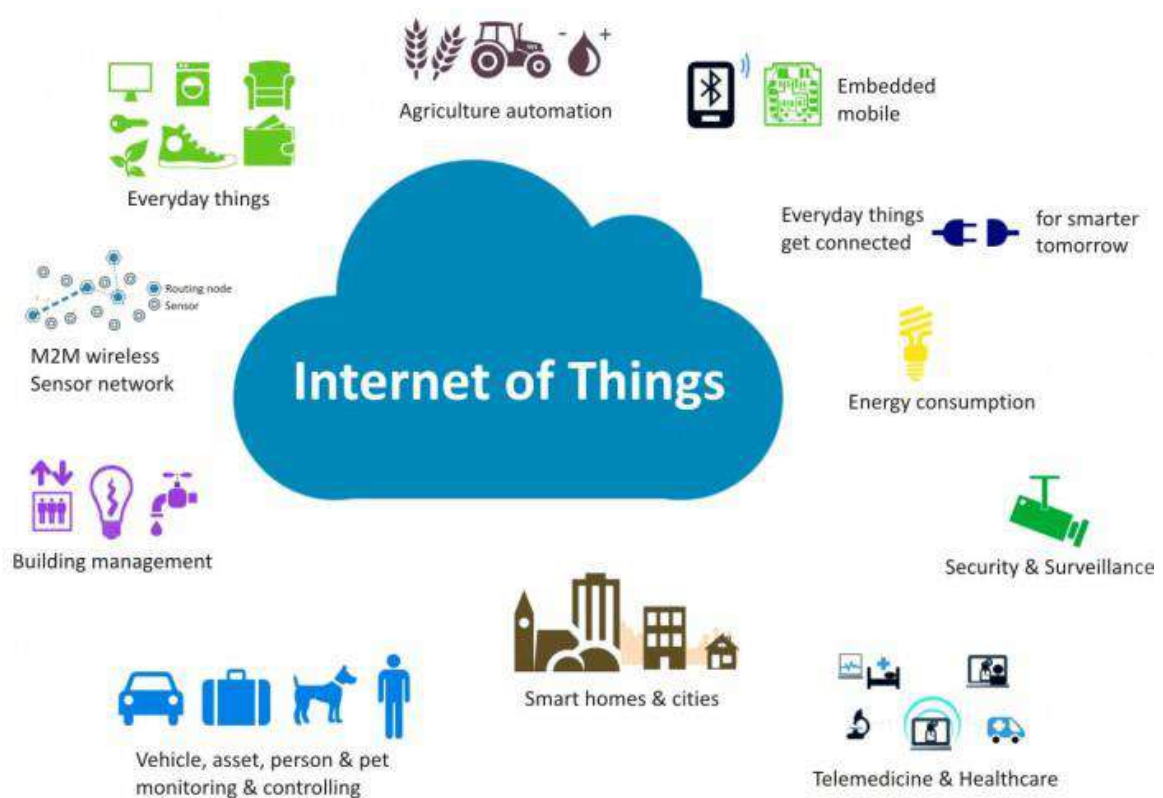 Agriculture automation
Embedded
mobile
Everyday things
Everyday things
get connected
for smarter
tomorrow
Routing node
Sensor
M2M wireless
Sensor network
Internet of Things
Energy consumption
Building management
Security & Surveillance
Smart homes & cities
Vehicle, asset, person & pet
monitoring & controlling
Telemedicine & Healthcare